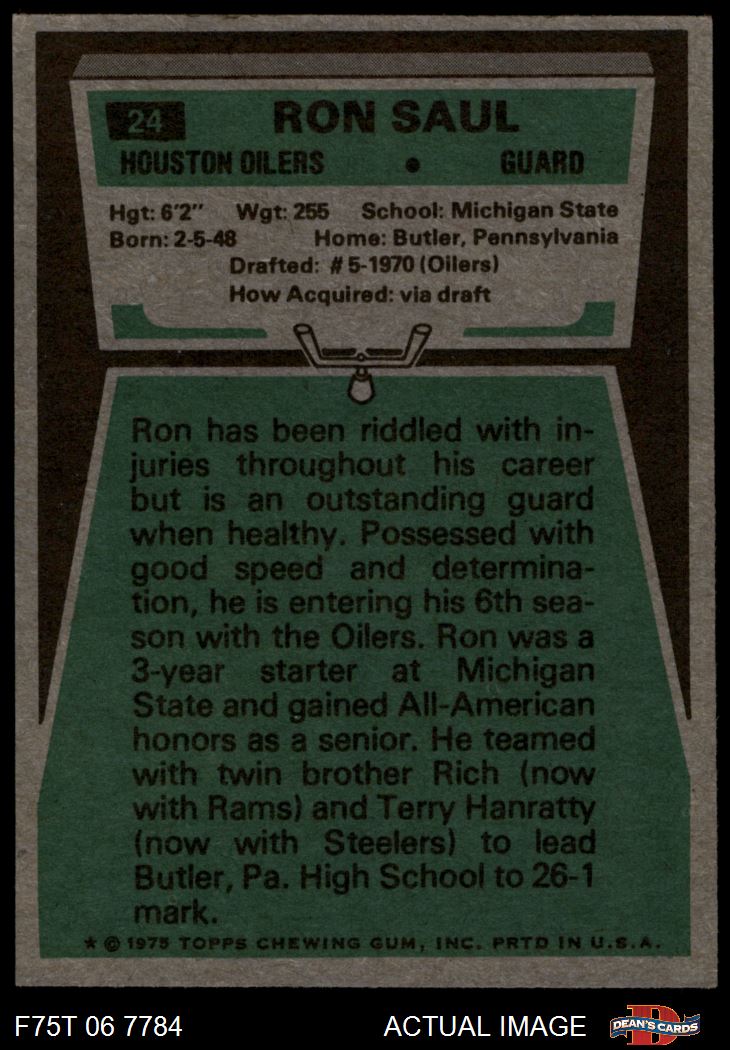 24 RON SAUL
HOUSTON OILERS • GUARD
Hgt: 6'2" Wgt: 255 School: Michigan State
Born: 2-5-48 Home: Butler, Pennsylvania
Drafted: #5-1970 (Oilers)
How Acquired: via draft
Ron has been riddled with in-
juries throughout his career
but is an outstanding guard
when healthy. Possessed with
good speed and determina-
tion, he is entering his 6th sea-
son with the Oilers. Ron was a
3-year starter at Michigan
State and gained All-American
honors as a senior. He teamed
with twin brother Rich (now
with Rams) and Terry Hanratty
(now with Steelers) to lead
Butler, Pa. High School to 26-1
mark.
★ © 1975 TOPPS CHEWING GUM, INC. PRTD IN U.S.A.
F75T 06 7784 ACTUAL IMAGE D DEAN'S CARDS